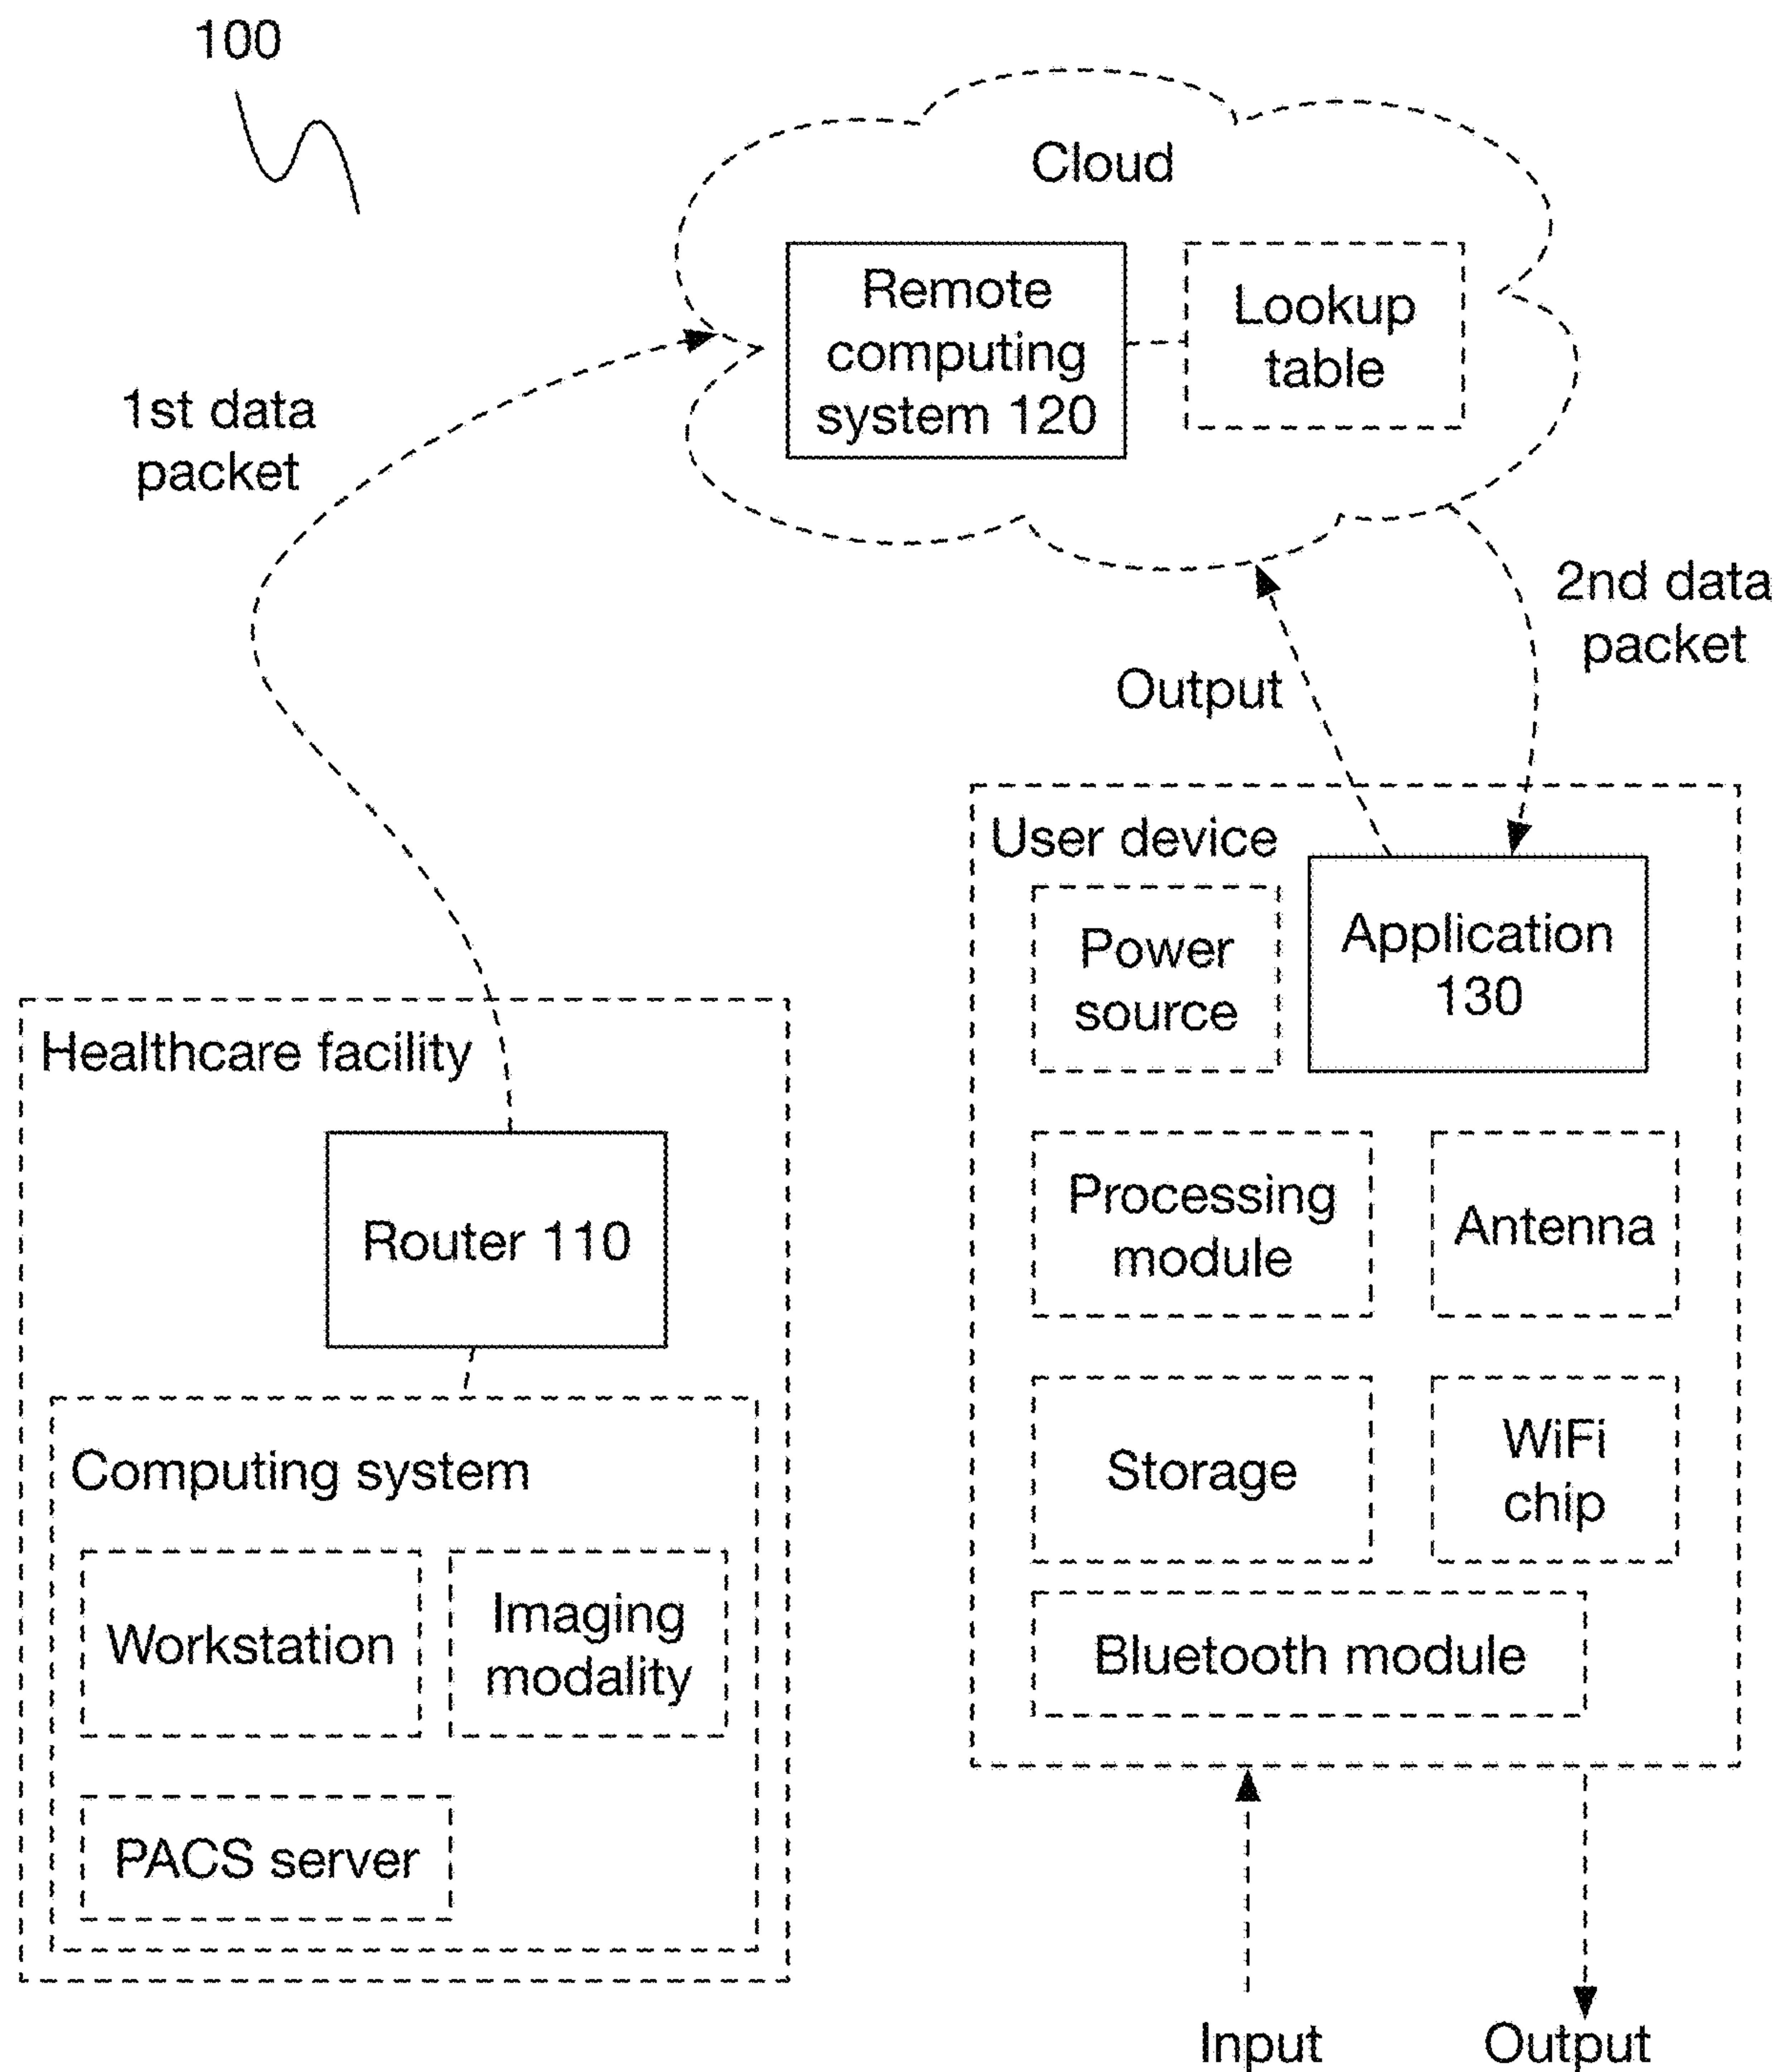 100
Cloud
Remote
computing
system 120
Lookup
table
1st data
packet
2nd data
packet
Output
User device
Power
source
Application
130
Healthcare facility
Processing
module
Antenna
Router 110
Storage
WiFi
chip
Computing system
Workstation
Imaging
modality
Bluetooth module
PACS server
Input
Output